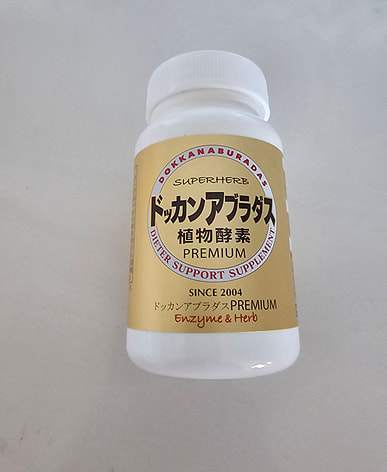 DOKKANABURADAS
SUPERHERB
ドッカンアブラダス
植物酵素
PREMIUM
DIETER SUPPORT SUPPLEMENT
SINCE 2004
ドッカンアブラダスPREMIUM
Enzyme & Herb